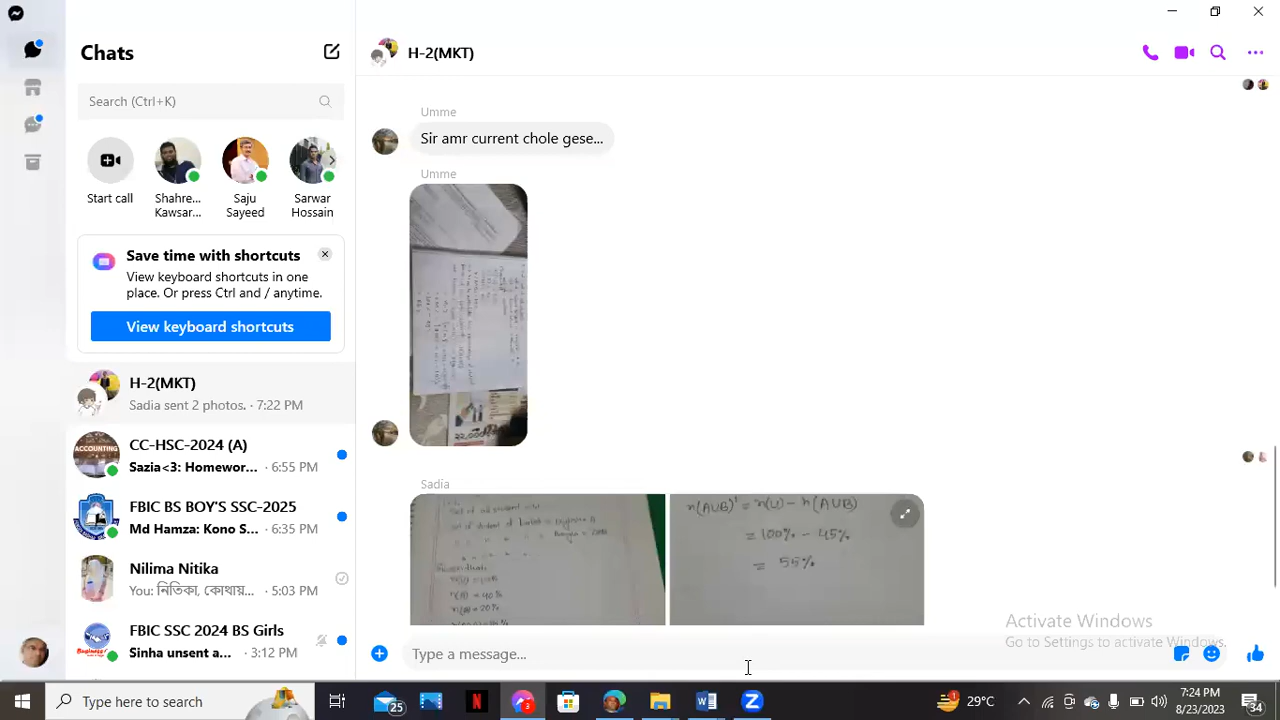 Chats
Search (Ctrl+K)
Start call
Shahre...
Kawsar...
Saju
Sayeed
Sarwar
Hossain
Save time with shortcuts
View keyboard shortcuts in one
place. Or press Ctrl and / anytime.
View keyboard shortcuts
H-2(MKT)
Sadia sent 2 photos. · 7:22 PM
CC-HSC-2024 (A)
Sazia<3: Homewor... · 6:55 PM
ACCOUNTING
FBIC BS BOY'S SSC-2025
Md Hamza: Kono S... · 6:35 PM
Nilima Nitika
You: নিতিকা, কোথায়... · 5:03 PM
FBIC SSC 2024 BS Girls
Sinha unsent a... · 3:12 PM
H-2(MKT)
Umme
Sir amr current chole gese...
Umme
Sadia
n(U) = 100%
n(B) = 40%
n(A∪B)' = n(U) - n(A∪B)
= 100% - 45%
= 55%
Type a message...
Activate Windows
Go to Settings to activate Windows.
Type here to search
25
3
1
29°C
7:24 PM
8/23/2023
34